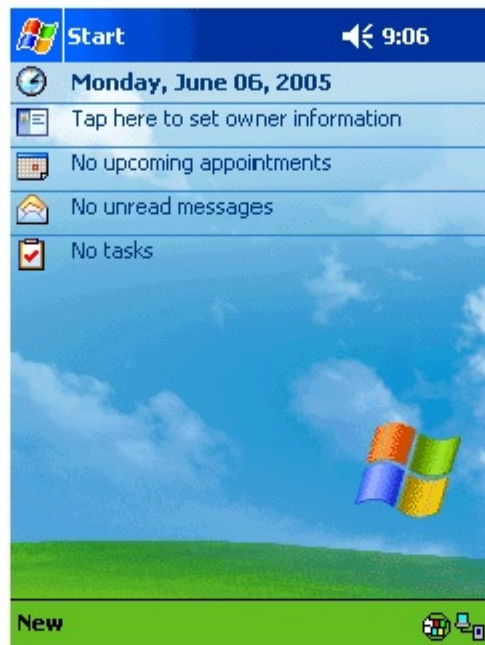 Start 9:06
Monday, June 06, 2005
Tap here to set owner information
No upcoming appointments
No unread messages
No tasks
New